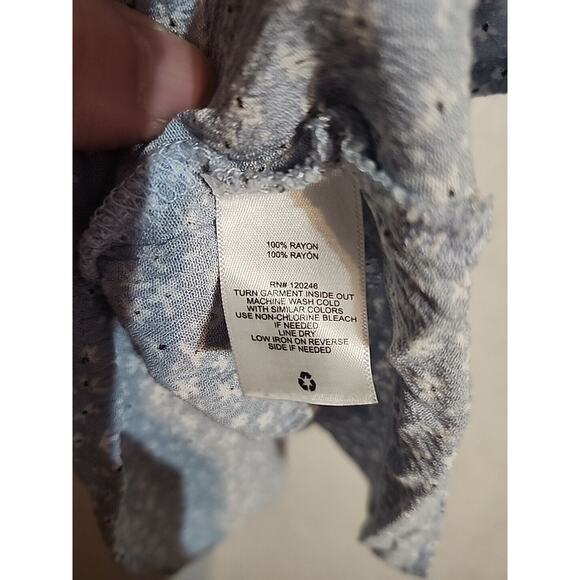 100% RAYON
100% RAYÓN
RN# 120246
TURN GARMENT INSIDE OUT
MACHINE WASH COLD
WITH SIMILAR COLORS
USE NON-CHLORINE BLEACH
IF NEEDED
LINE DRY
LOW IRON ON REVERSE
SIDE IF NEEDED